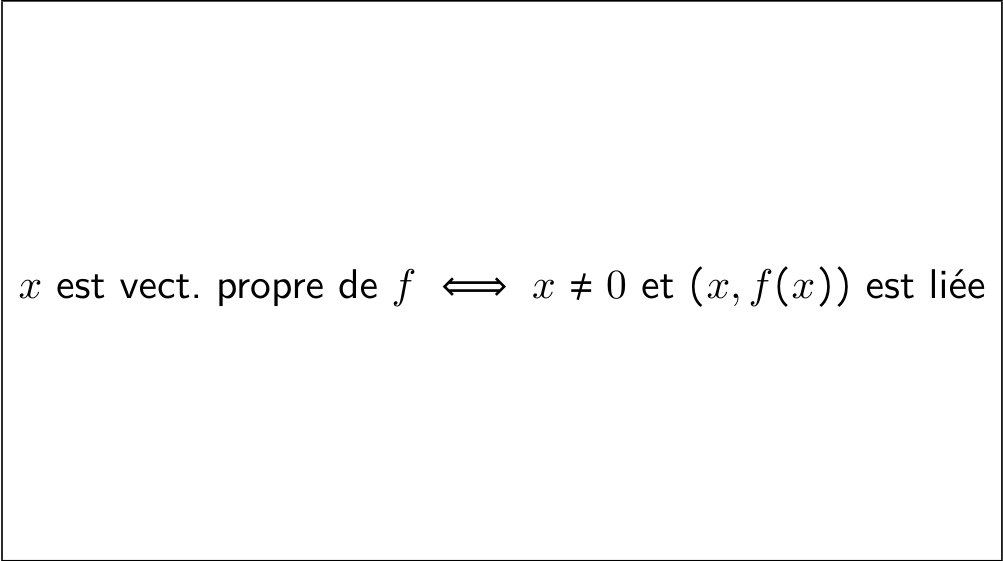 x est vect. propre de f ⟺ x ≠ 0 et (x, f(x)) est liée